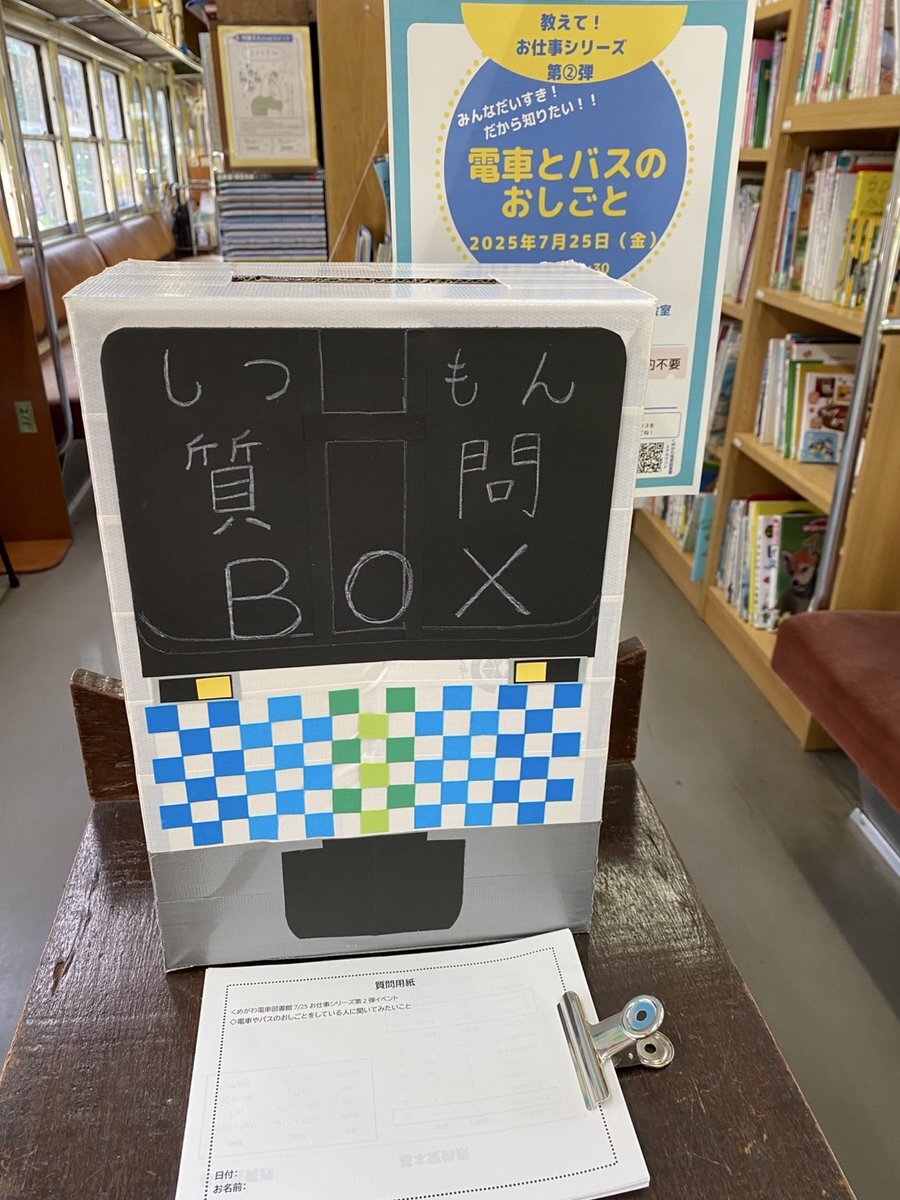 教えて！
お仕事シリーズ
第②弾
みんなだいすき！
だから知りたい！！
電車とバスの
おしごと
2025年7月25日（金）
しつもん
質問
BOX
質問用紙
くめがわ電車図書館 7/25 お仕事シリーズ第2弾イベント
◇電車やバスのおしごとをしている人に聞いてみたいこと
日付：
お名前：